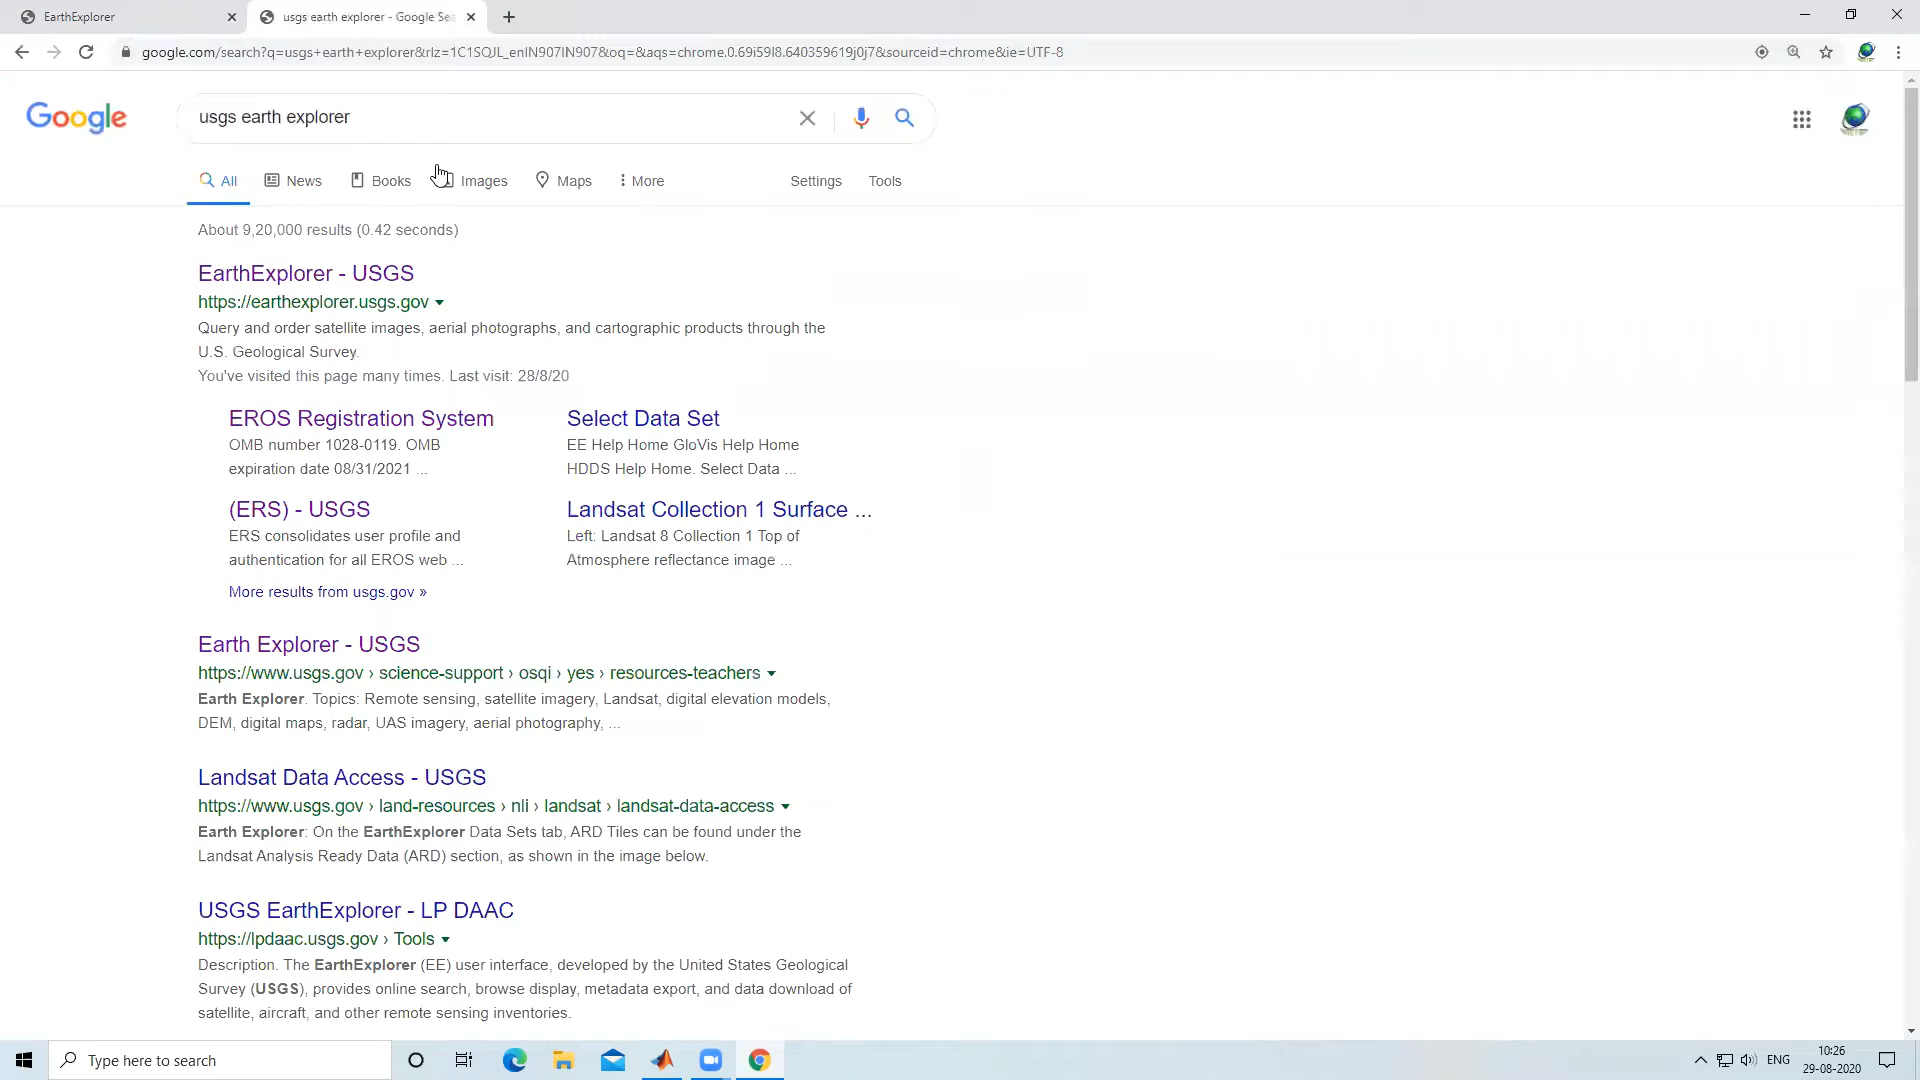 EarthExplorer
usgs earth explorer - Google Sea
google.com/search?q=usgs+earth+explorer&rlz=1C1SQJL_enIN907IN907&oq=&aqs=chrome.0.69i59l8.640359619j0j7&sourceid=chrome&ie=UTF-8
Google
usgs earth explorer
All News Books Images Maps More Settings Tools
About 9,20,000 results (0.42 seconds)
EarthExplorer - USGS
https://earthexplorer.usgs.gov
Query and order satellite images, aerial photographs, and cartographic products through the
U.S. Geological Survey.
You've visited this page many times. Last visit: 28/8/20
EROS Registration System
OMB number 1028-0119. OMB
expiration date 08/31/2021 ...
Select Data Set
EE Help Home GloVis Help Home
HDDS Help Home. Select Data ...
(ERS) - USGS
ERS consolidates user profile and
authentication for all EROS web ...
Landsat Collection 1 Surface ...
Left: Landsat 8 Collection 1 Top of
Atmosphere reflectance image ...
More results from usgs.gov »
Earth Explorer - USGS
https://www.usgs.gov › science-support › osqi › yes › resources-teachers
Earth Explorer. Topics: Remote sensing, satellite imagery, Landsat, digital elevation models,
DEM, digital maps, radar, UAS imagery, aerial photography, ...
Landsat Data Access - USGS
https://www.usgs.gov › land-resources › nli › landsat › landsat-data-access
Earth Explorer: On the EarthExplorer Data Sets tab, ARD Tiles can be found under the
Landsat Analysis Ready Data (ARD) section, as shown in the image below.
USGS EarthExplorer - LP DAAC
https://lpdaac.usgs.gov › Tools
Description. The EarthExplorer (EE) user interface, developed by the United States Geological
Survey (USGS), provides online search, browse display, metadata export, and data download of
satellite, aircraft, and other remote sensing inventories.
Type here to search
ENG
10:26
29-08-2020